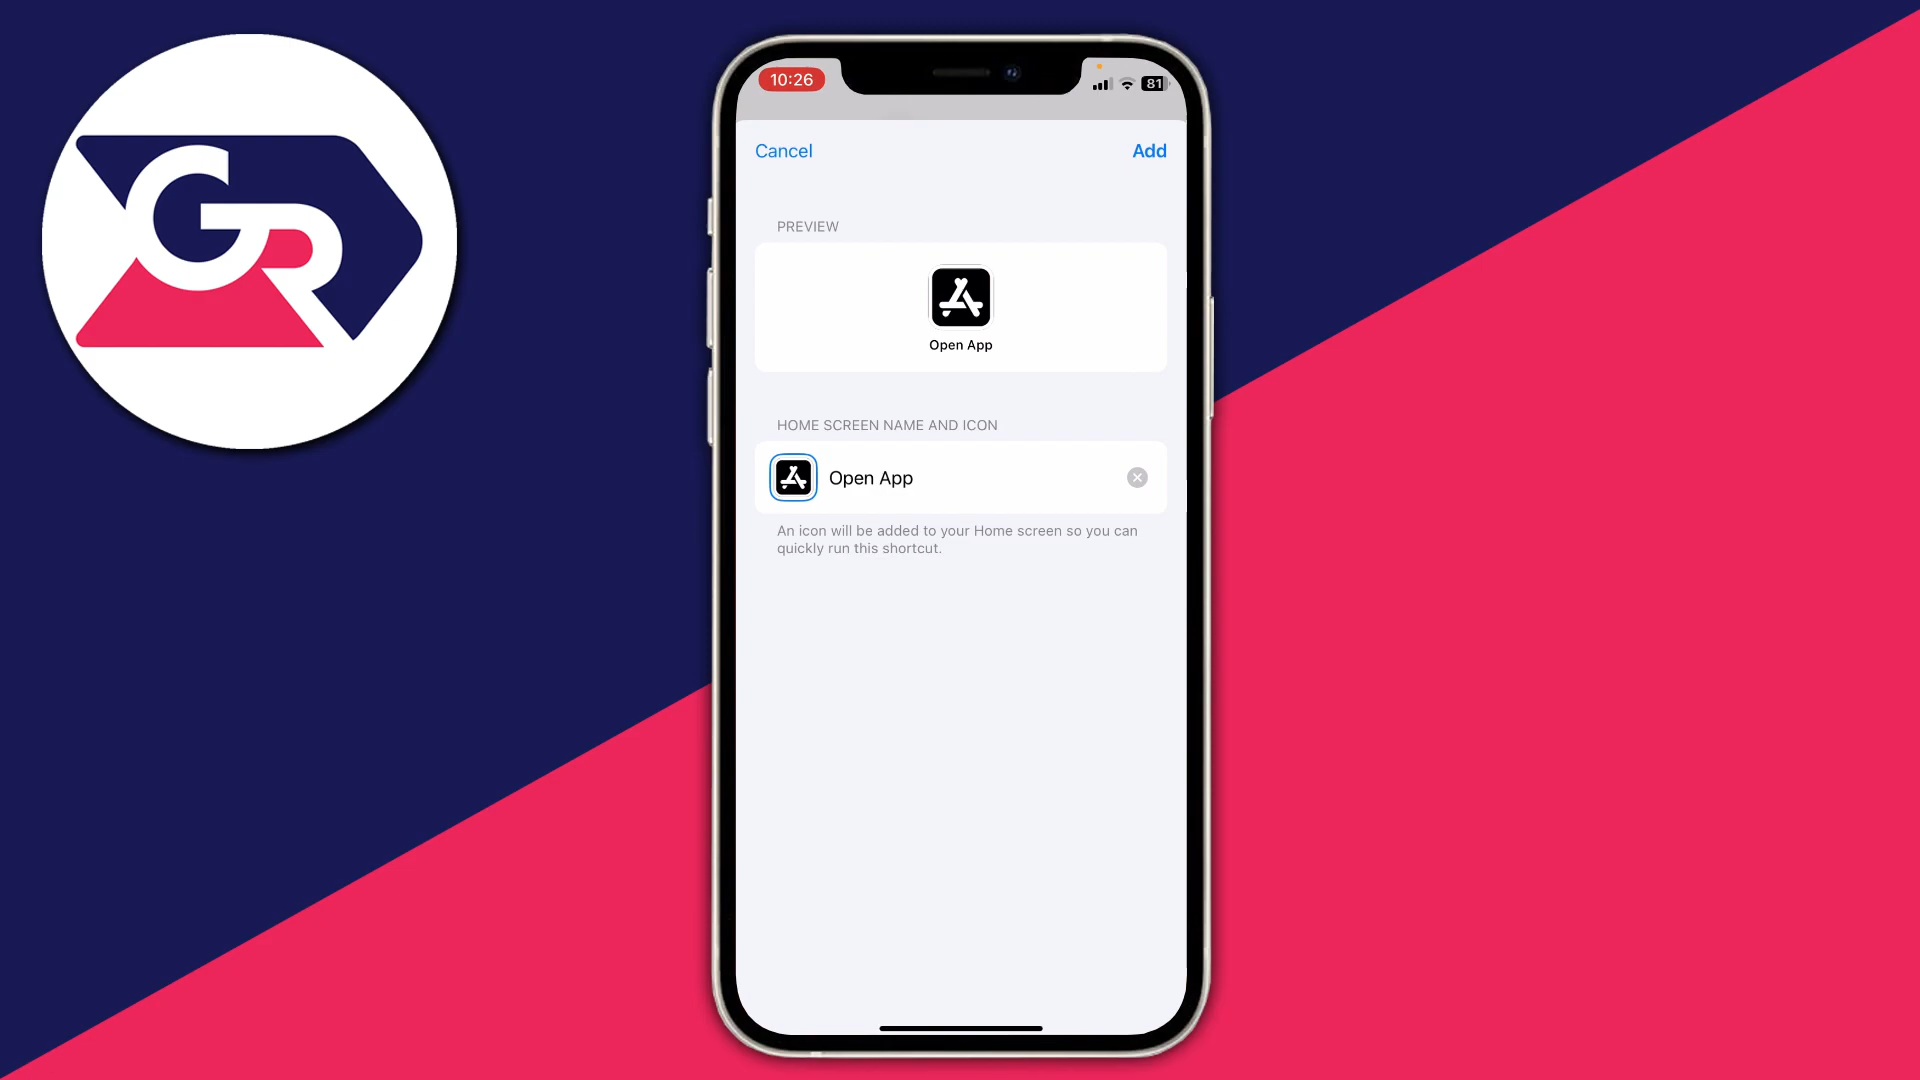 GR
10:26
81
Cancel
Add
PREVIEW
Open App
HOME SCREEN NAME AND ICON
Open App
An icon will be added to your Home screen so you can
quickly run this shortcut.